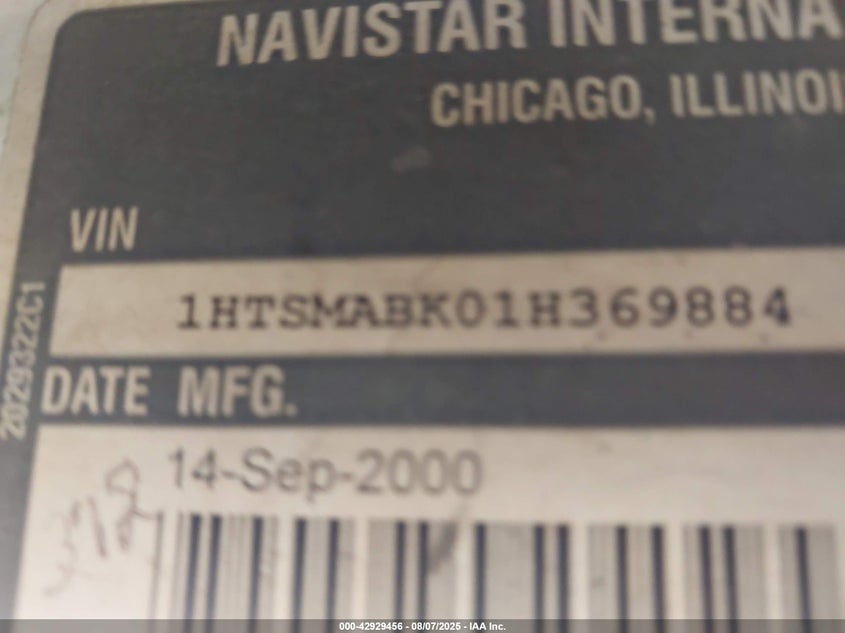 NAVISTAR INTERNA
CHICAGO, ILLINOI
VIN
1HTSMABK01H369884
2029322C1
DATE MFG.
14-Sep-2000
000-42929456 - 08/07/2025 - IAA Inc.